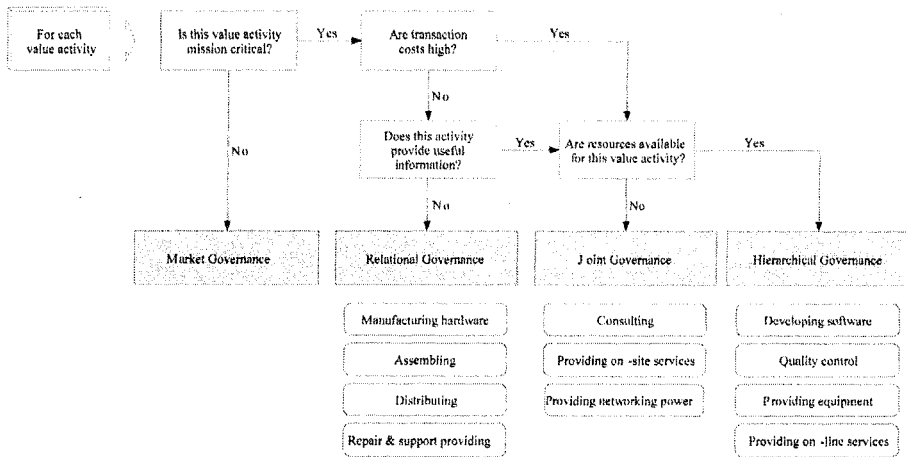 For each
value activity
Is this value activity
mission critical?
Yes
Are transaction
costs high?
Yes
No
No
Does this activity
provide useful
information?
Yes
Are resources available
for this value activity?
Yes
No
No
Market Governance
Relational Governance
Joint Governance
Hierarchical Governance
Manufacturing hardware
Consulting
Developing software
Assembling
Providing on -site services
Quality control
Distributing
Providing networking power
Providing equipment
Repair & support providing
Providing on -line services